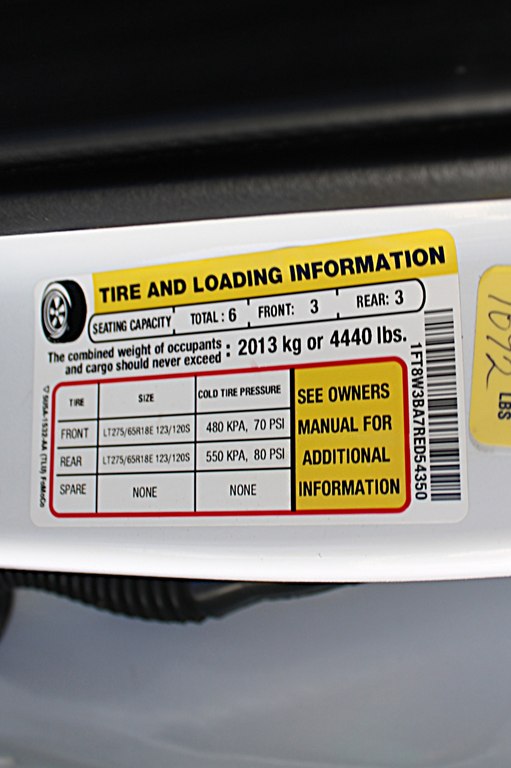 TIRE AND LOADING INFORMATION
SEATING CAPACITY TOTAL : 6 FRONT: 3 REAR: 3
The combined weight of occupants and cargo should never exceed : 2013 kg or 4440 lbs.
TIRE SIZE COLD TIRE PRESSURE
FRONT LT275/65R18E 123/120S 480 KPA, 70 PSI
REAR LT275/65R18E 123/120S 550 KPA, 80 PSI
SPARE NONE NONE
SEE OWNERS
MANUAL FOR
ADDITIONAL
INFORMATION
1FT8W3BA7RED54350
LBS